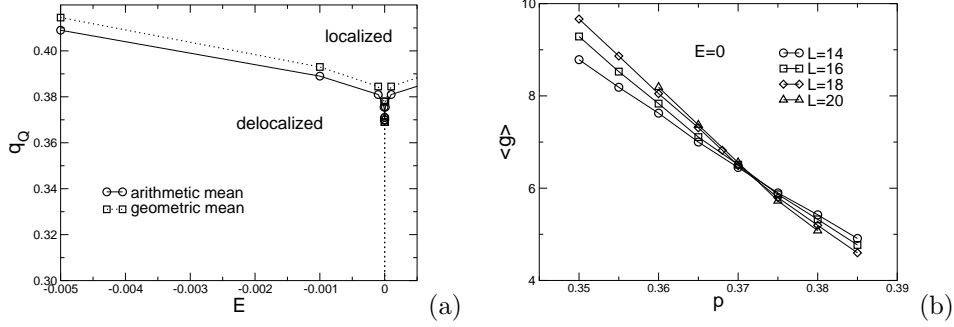 0.40
0.38
0.36
0.34
0.32
0.30
q_Q
localized
delocalized
arithmetic mean
geometric mean
-0.005
-0.004
-0.003
-0.002
-0.001
0
E
(a)
10
8
6
4
<g>
E=0
L=14
L=16
L=18
L=20
0.35
0.36
0.37
0.38
0.39
p
(b)